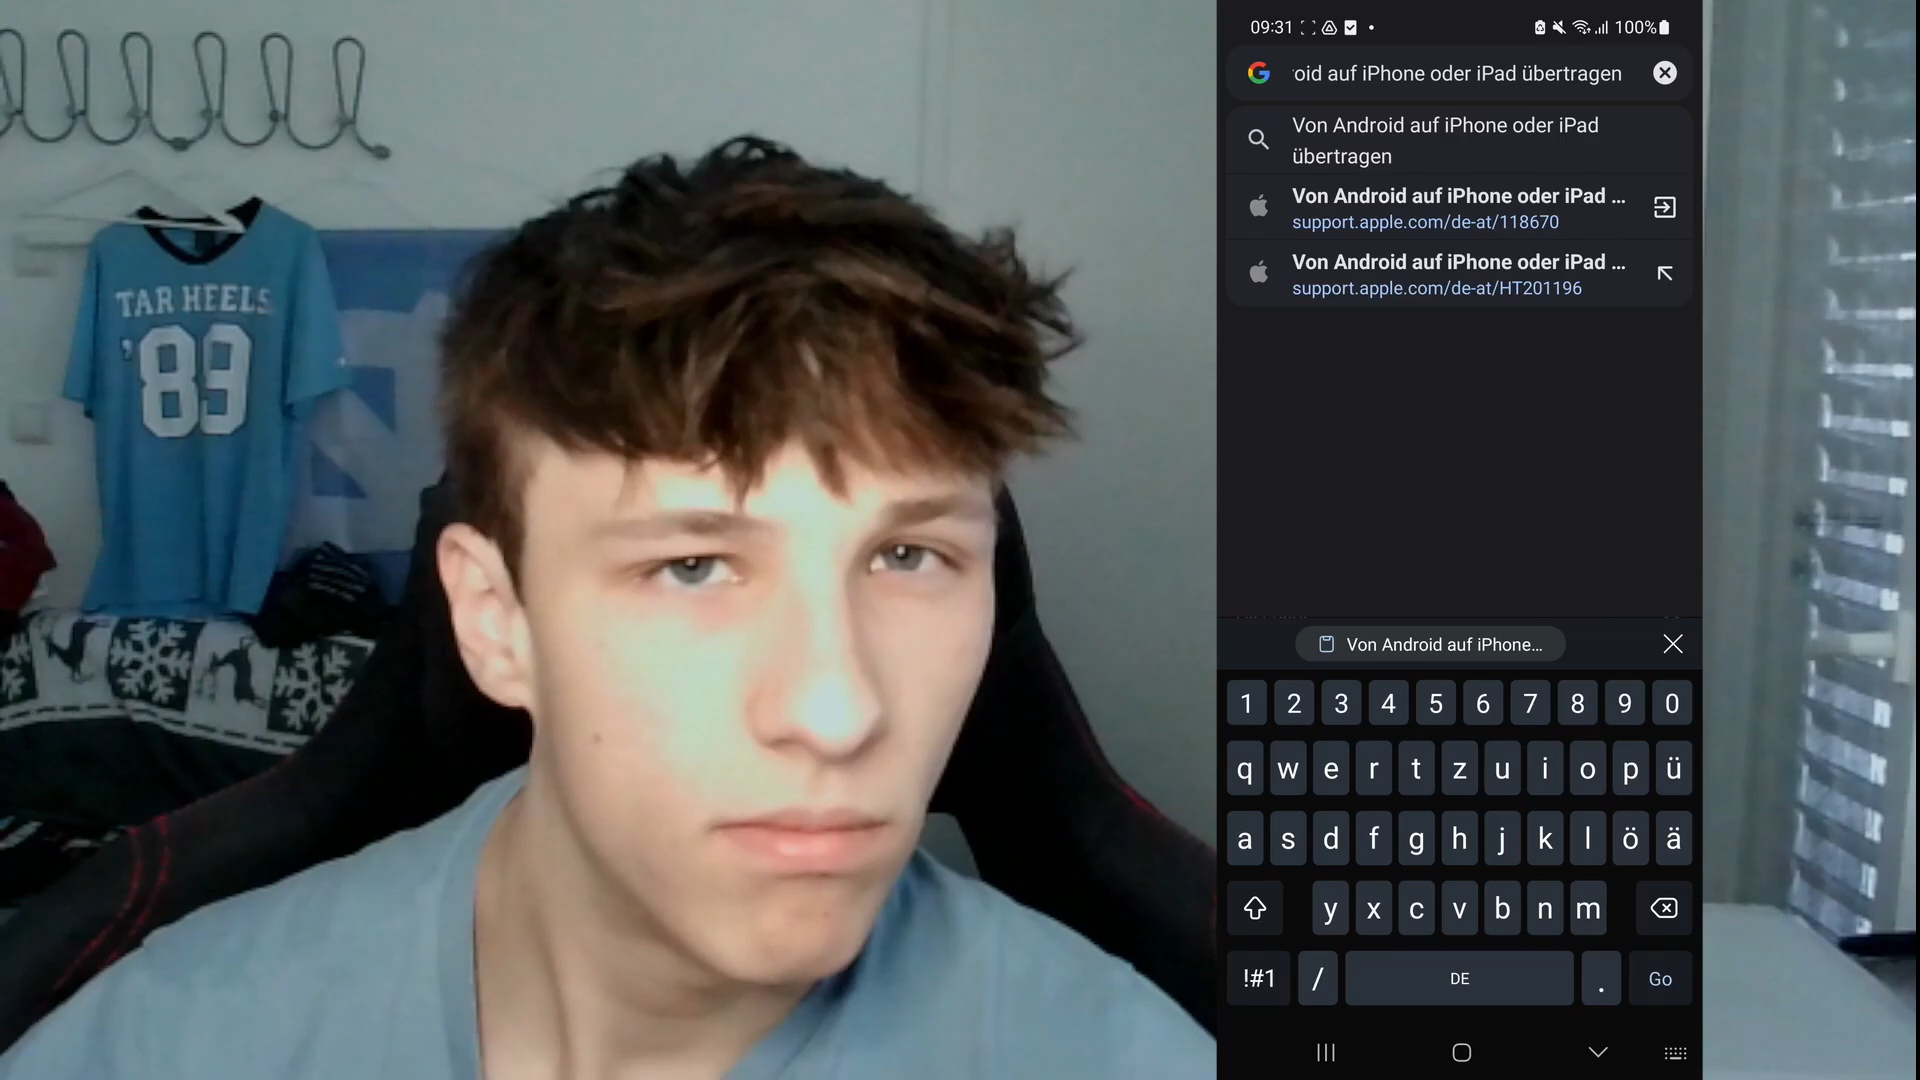 TAR HEELS
'89
09:31
100%
roid auf iPhone oder iPad übertragen
Von Android auf iPhone oder iPad
übertragen
Von Android auf iPhone oder iPad ...
support.apple.com/de-at/118670
Von Android auf iPhone oder iPad ...
support.apple.com/de-at/HT201196
Von Android auf iPhone...
1 2 3 4 5 6 7 8 9 0
q w e r t z u i o p ü
a s d f g h j k l ö ä
y x c v b n m
!#1 / DE . Go